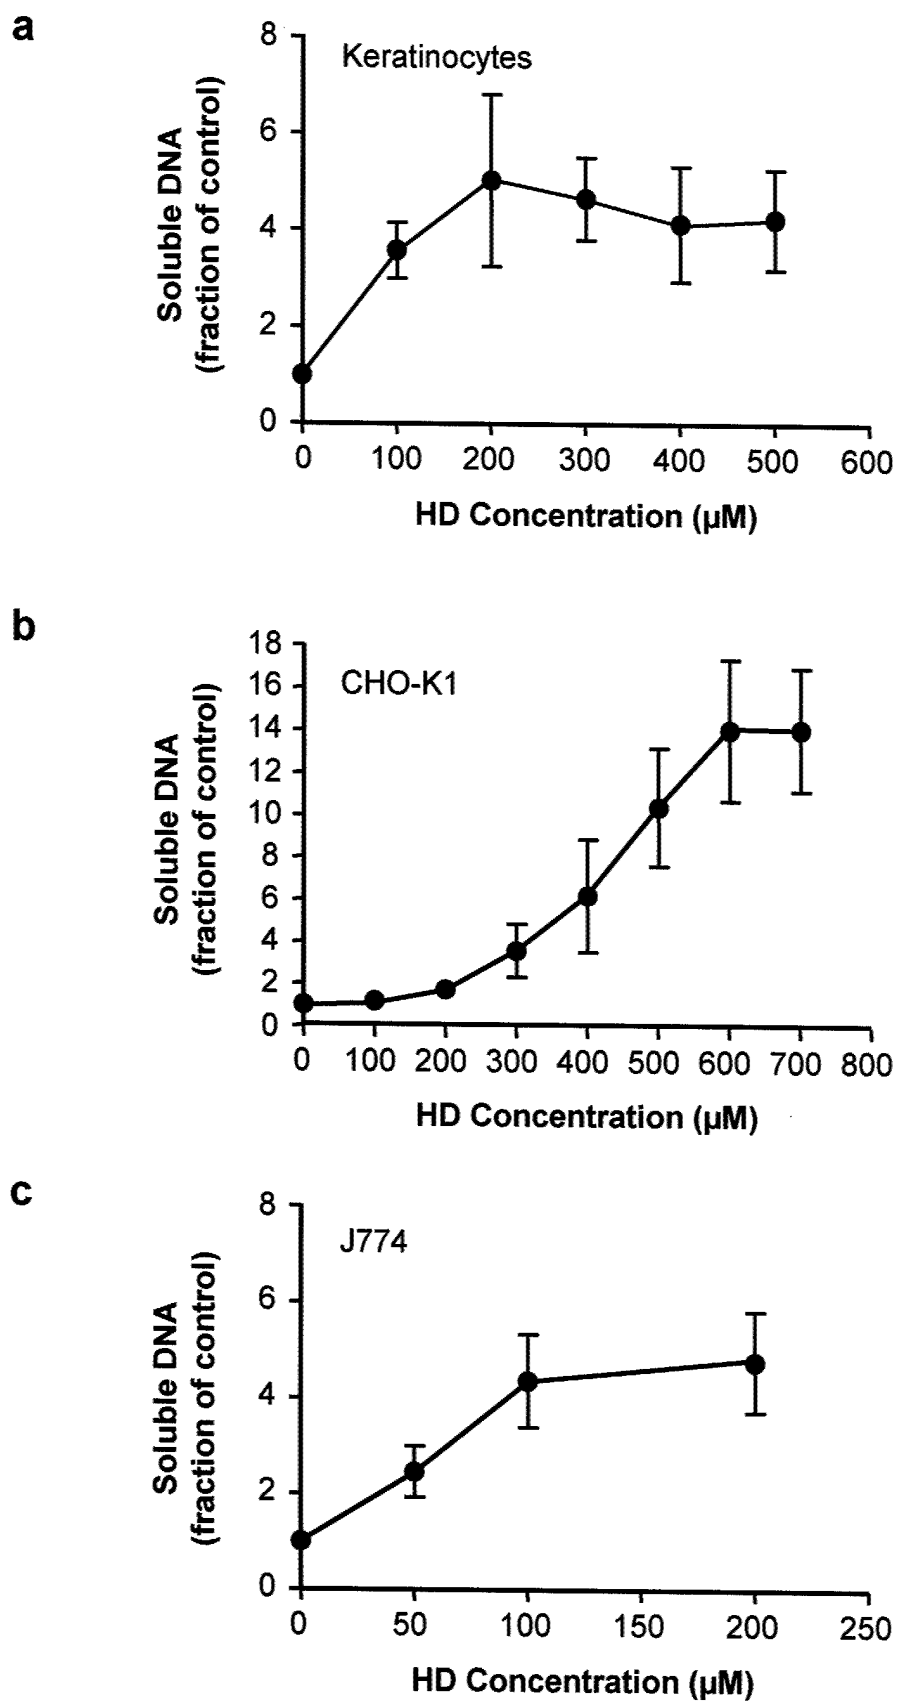 a
Keratinocytes
Soluble DNA
(fraction of control)
8
6
4
2
0
0 100 200 300 400 500 600
HD Concentration (µM)
b
CHO-K1
Soluble DNA
(fraction of control)
18
16
14
12
10
8
6
4
2
0
0 100 200 300 400 500 600 700 800
HD Concentration (µM)
c
J774
Soluble DNA
(fraction of control)
8
6
4
2
0
0 50 100 150 200 250
HD Concentration (µM)